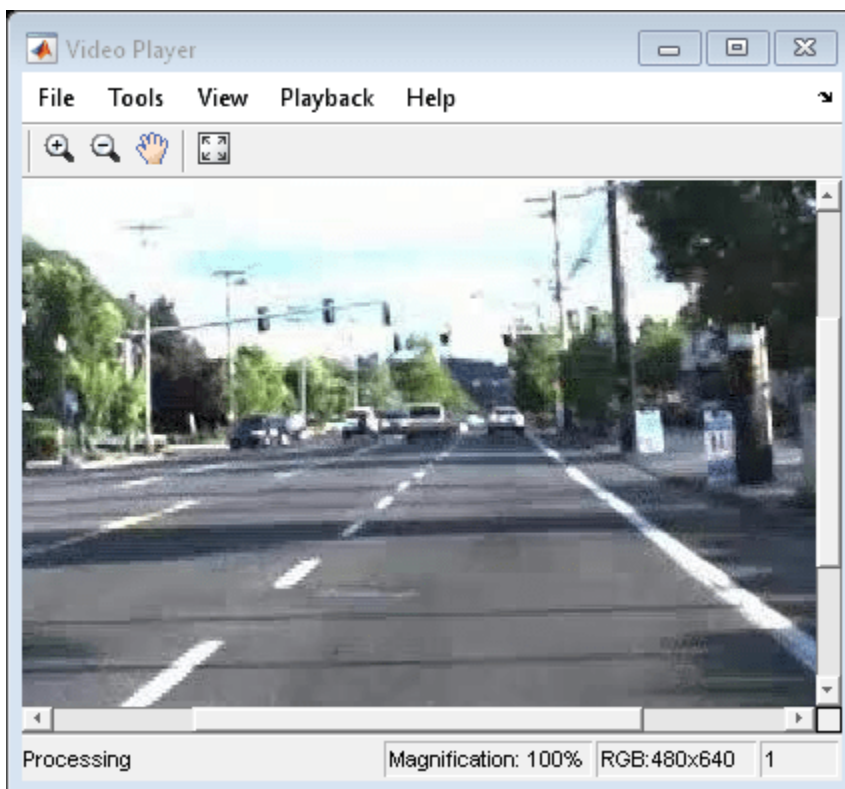 Video Player
File Tools View Playback Help
Processing Magnification: 100% RGB:480x640 1